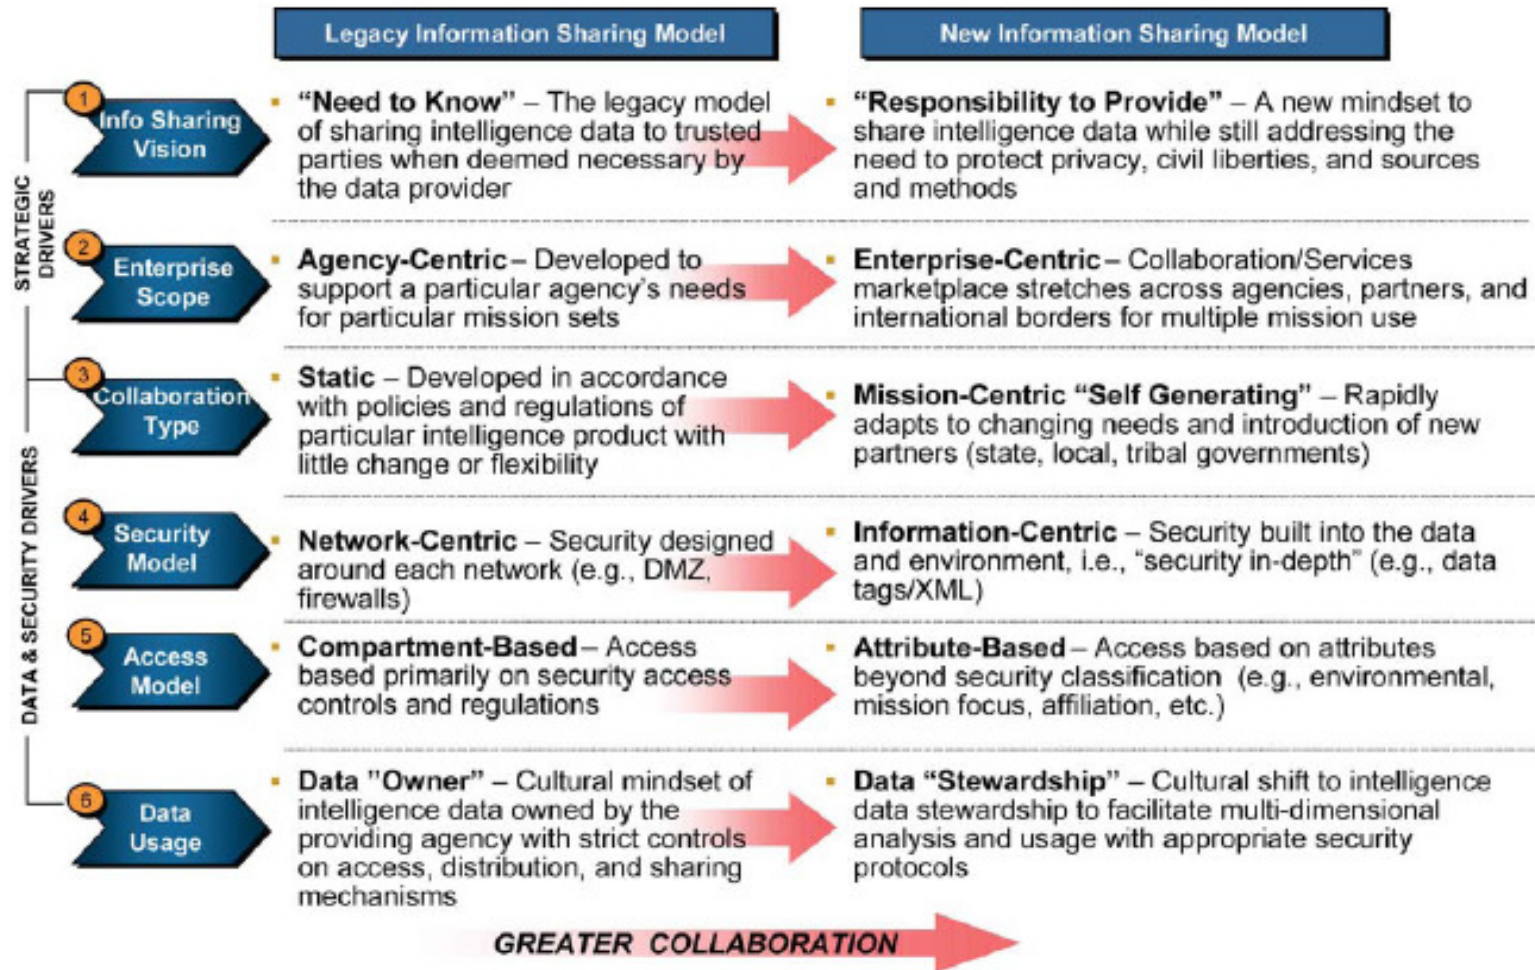 Legacy Information Sharing Model
New Information Sharing Model
STRATEGIC
DRIVERS
DATA & SECURITY DRIVERS
1
Info Sharing
Vision
▪ “Need to Know” – The legacy model
of sharing intelligence data to trusted
parties when deemed necessary by
the data provider
▪ “Responsibility to Provide” – A new mindset to
share intelligence data while still addressing the
need to protect privacy, civil liberties, and sources
and methods
2
Enterprise
Scope
▪ Agency-Centric – Developed to
support a particular agency’s needs
for particular mission sets
▪ Enterprise-Centric – Collaboration/Services
marketplace stretches across agencies, partners, and
international borders for multiple mission use
3
Collaboration
Type
▪ Static – Developed in accordance
with policies and regulations of
particular intelligence product with
little change or flexibility
▪ Mission-Centric “Self Generating” – Rapidly
adapts to changing needs and introduction of new
partners (state, local, tribal governments)
4
Security
Model
▪ Network-Centric – Security designed
around each network (e.g., DMZ,
firewalls)
▪ Information-Centric – Security built into the data
and environment, i.e., “security in-depth” (e.g., data
tags/XML)
5
Access
Model
▪ Compartment-Based – Access
based primarily on security access
controls and regulations
▪ Attribute-Based – Access based on attributes
beyond security classification (e.g., environmental,
mission focus, affiliation, etc.)
6
Data
Usage
▪ Data ”Owner” – Cultural mindset of
intelligence data owned by the
providing agency with strict controls
on access, distribution, and sharing
mechanisms
▪ Data “Stewardship” – Cultural shift to intelligence
data stewardship to facilitate multi-dimensional
analysis and usage with appropriate security
protocols
GREATER COLLABORATION